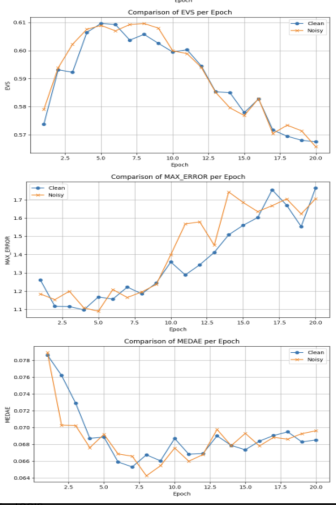 Epoch
Comparison of EVS per Epoch
Clean
Noisy
0.61
0.60
0.59
0.58
0.57
EVS
2.5 5.0 7.5 10.0 12.5 15.0 17.5 20.0
Epoch
Comparison of MAX_ERROR per Epoch
Clean
Noisy
1.7
1.6
1.5
1.4
1.3
1.2
1.1
MAX_ERROR
2.5 5.0 7.5 10.0 12.5 15.0 17.5 20.0
Epoch
Comparison of MEDAE per Epoch
Clean
Noisy
0.078
0.076
0.074
0.072
0.070
0.068
0.066
0.064
MEDAE
2.5 5.0 7.5 10.0 12.5 15.0 17.5 20.0
Epoch